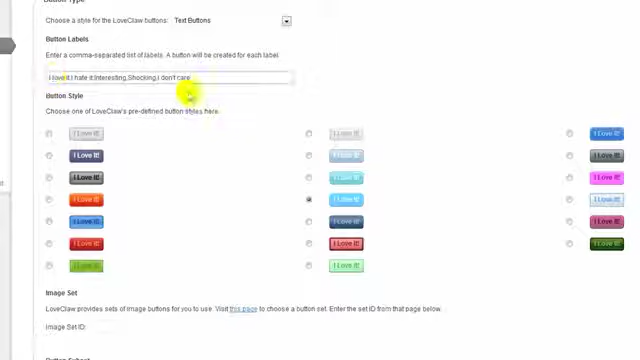 Button Type
Choose a style for the LoveClaw buttons: Text Buttons
Button Labels
Enter a comma-separated list of labels. A button will be created for each label.
I love it,I hate it,Interesting,Shocking,I don't care
Button Style
Choose one of LoveClaw's pre-defined button styles here.
I Love It! I Love It! I Love It!
I Love It! I Love It! I Love It!
I Love It! I Love It! I Love It!
I Love It! I Love It! I Love It!
I Love It! I Love It! I Love It!
I Love It! I Love It! I Love It!
I Love It! I Love It!
Image Set
LoveClaw provides sets of image buttons for you to use. Visit this page to choose a button set. Enter the set ID from that page below.
Image Set ID: